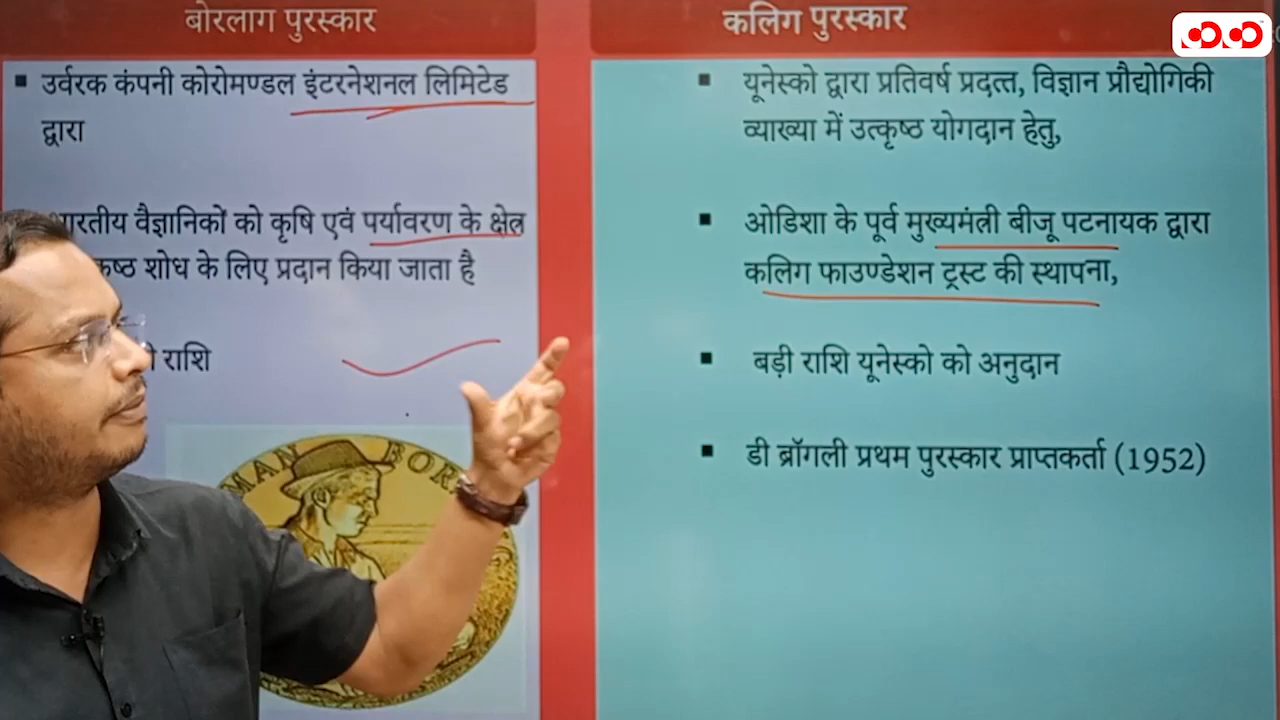 बोरलाग पुरस्कार
उर्वरक कंपनी कोरोमण्डल इंटरनेशनल लिमिटेड
द्वारा
वैज्ञानिकों को कृषि एवं पर्यावरण के क्षेत्र
शोध के लिए प्रदान किया जाता है
राशि
BOR
कलिग पुरस्कार
यूनेस्को द्वारा प्रतिवर्ष प्रदत्त, विज्ञान प्रौद्योगिकी
व्याख्या में उत्कृष्ठ योगदान हेतु,
ओडिशा के पूर्व मुख्यमंत्री बीजू पटनायक द्वारा
कलिग फाउण्डेशन ट्रस्ट की स्थापना,
बड़ी राशि यूनेस्को को अनुदान
डी ब्रॉगली प्रथम पुरस्कार प्राप्तकर्ता (1952)